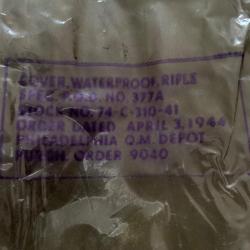 COVER, WATERPROOF, RIFLE
SPEC. P.Q.D. NO. 377A
STOCK NO. 74-C-310-41
ORDER DATED APRIL 3, 1944
PHILADELPHIA Q.M. DEPOT
PURCH. ORDER 9040